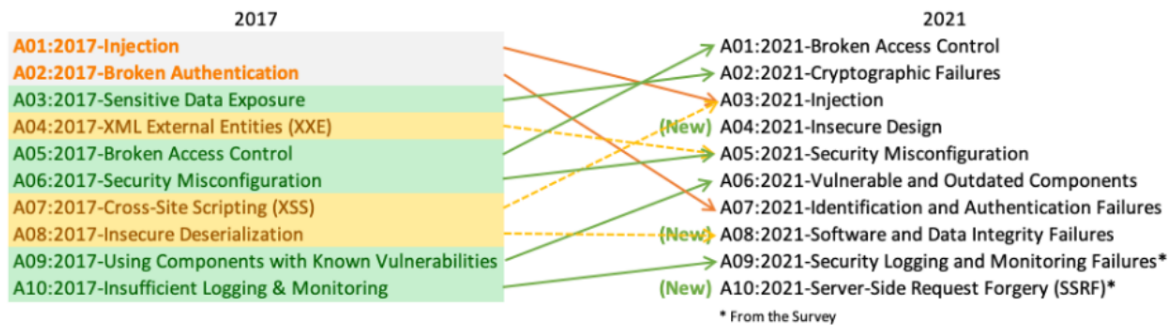 2017 2021
A01:2017-Injection A01:2021-Broken Access Control
A02:2017-Broken Authentication A02:2021-Cryptographic Failures
A03:2017-Sensitive Data Exposure A03:2021-Injection
A04:2017-XML External Entities (XXE) (New) A04:2021-Insecure Design
A05:2017-Broken Access Control A05:2021-Security Misconfiguration
A06:2017-Security Misconfiguration A06:2021-Vulnerable and Outdated Components
A07:2017-Cross-Site Scripting (XSS) A07:2021-Identification and Authentication Failures
A08:2017-Insecure Deserialization (New) A08:2021-Software and Data Integrity Failures
A09:2017-Using Components with Known Vulnerabilities A09:2021-Security Logging and Monitoring Failures*
A10:2017-Insufficient Logging & Monitoring (New) A10:2021-Server-Side Request Forgery (SSRF)*
* From the Survey